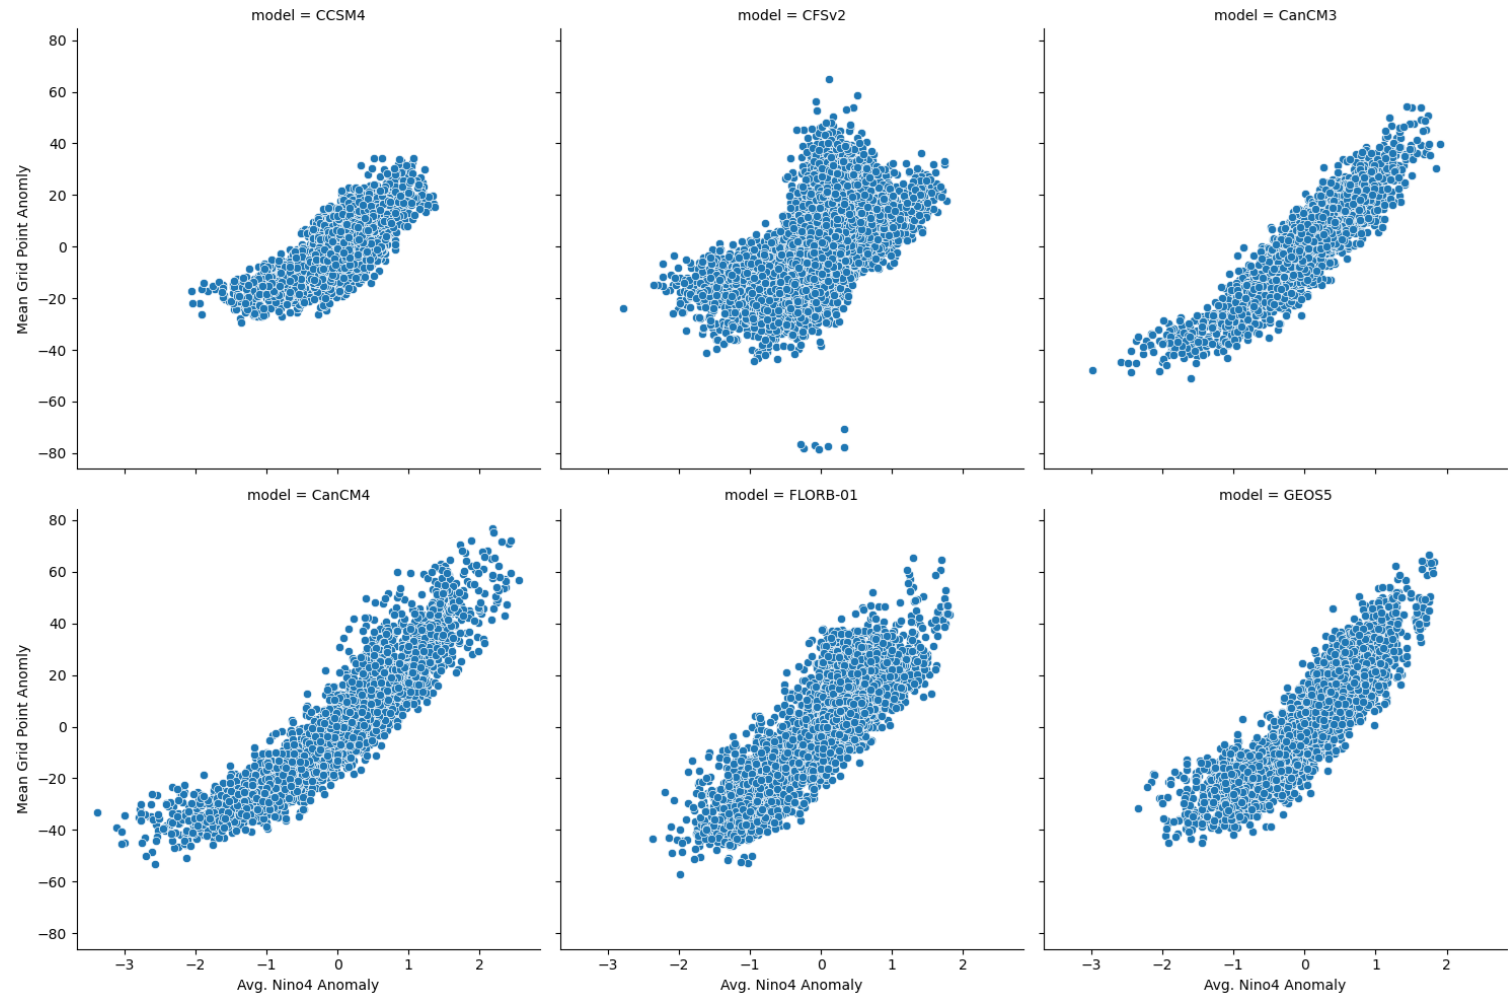 model = CCSM4
model = CFSv2
model = CanCM3
80
60
40
20
0
−20
−40
−60
−80
Mean Grid Point Anomly
model = CanCM4
model = FLORB-01
model = GEOS5
80
60
40
20
0
−20
−40
−60
−80
Mean Grid Point Anomly
−3 −2 −1 0 1 2
−3 −2 −1 0 1 2
−3 −2 −1 0 1 2
Avg. Nino4 Anomaly
Avg. Nino4 Anomaly
Avg. Nino4 Anomaly